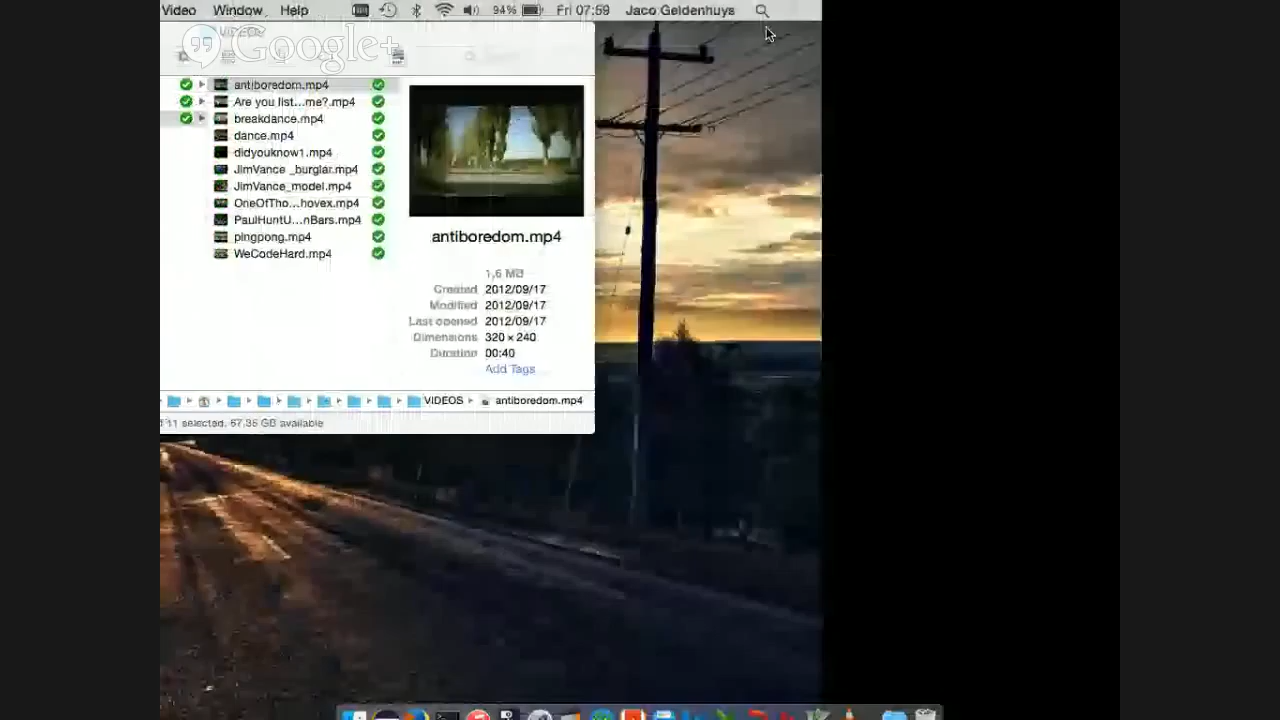 Video Window Help 94% Fri 07:59 Jaco Geldenhuys
VIDEOS
Google+
antiboredom.mp4
Are you list...me?.mp4
breakdance.mp4
dance.mp4
didyouknow1.mp4
JimVance _burglar.mp4
JimVance_model.mp4
OneOfTho...hovex.mp4
PaulHuntU...nBars.mp4
pingpong.mp4
WeCodeHard.mp4
antiboredom.mp4
1,6 MB
Created 2012/09/17
Modified 2012/09/17
Last opened 2012/09/17
Dimensions 320 × 240
Duration 00:40
Add Tags...
VIDEOS antiboredom.mp4
11 selected, 57.35 GB available